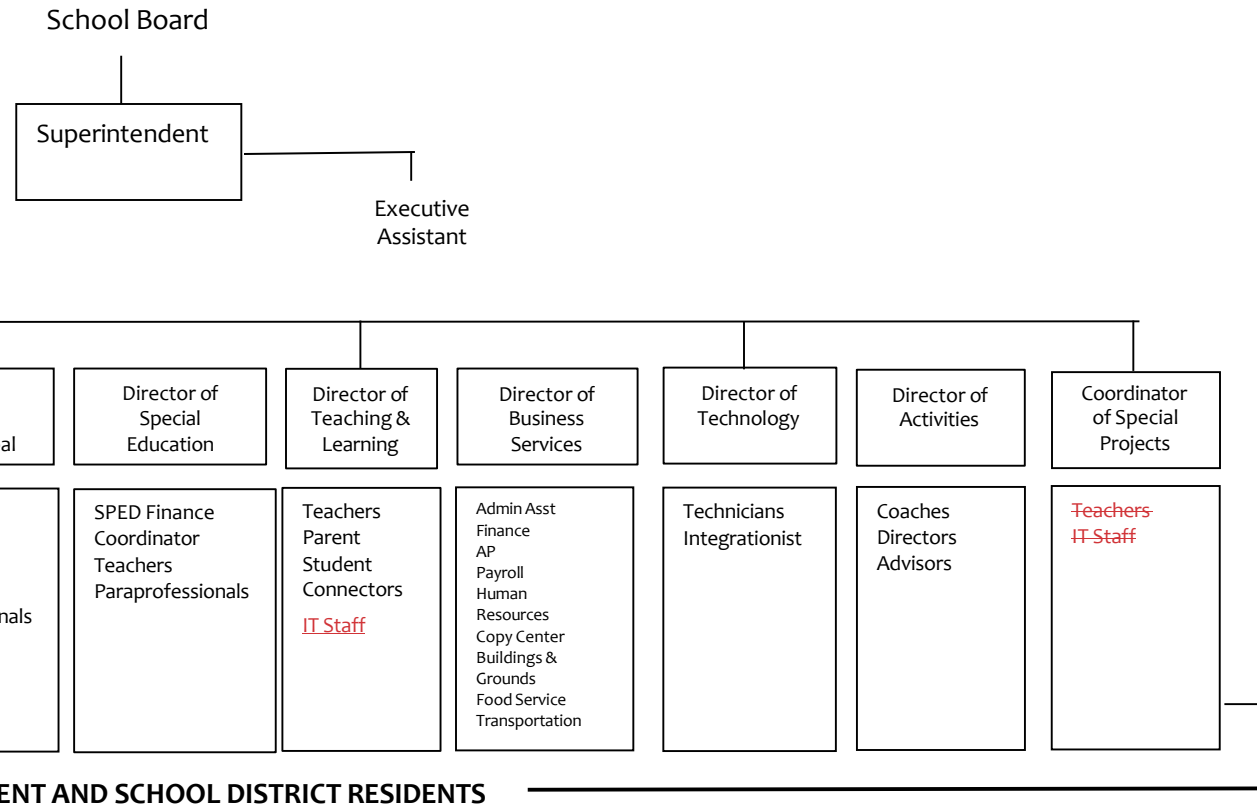 School Board
Superintendent
Executive
Assistant
al
Director of
Special
Education
Director of
Teaching &
Learning
Director of
Business
Services
Director of
Technology
Director of
Activities
Coordinator
of Special
Projects
nals
SPED Finance
Coordinator
Teachers
Paraprofessionals
Teachers
Parent
Student
Connectors
IT Staff
Admin Asst
Finance
AP
Payroll
Human
Resources
Copy Center
Buildings &
Grounds
Food Service
Transportation
Technicians
Integrationist
Coaches
Directors
Advisors
Teachers
IT Staff
ENT AND SCHOOL DISTRICT RESIDENTS